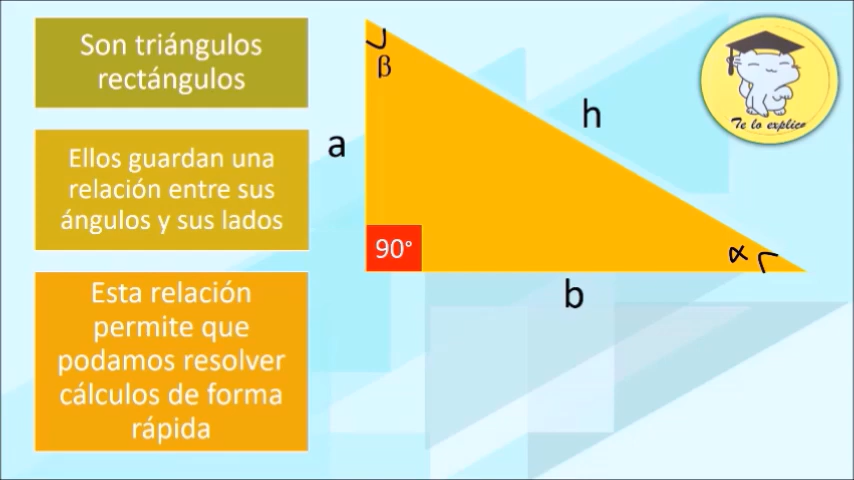 Son triángulos
rectángulos
Ellos guardan una
relación entre sus
ángulos y sus lados
Esta relación
permite que
podamos resolver
cálculos de forma
rápida
β
a
h
90°
α
b
Te lo explico